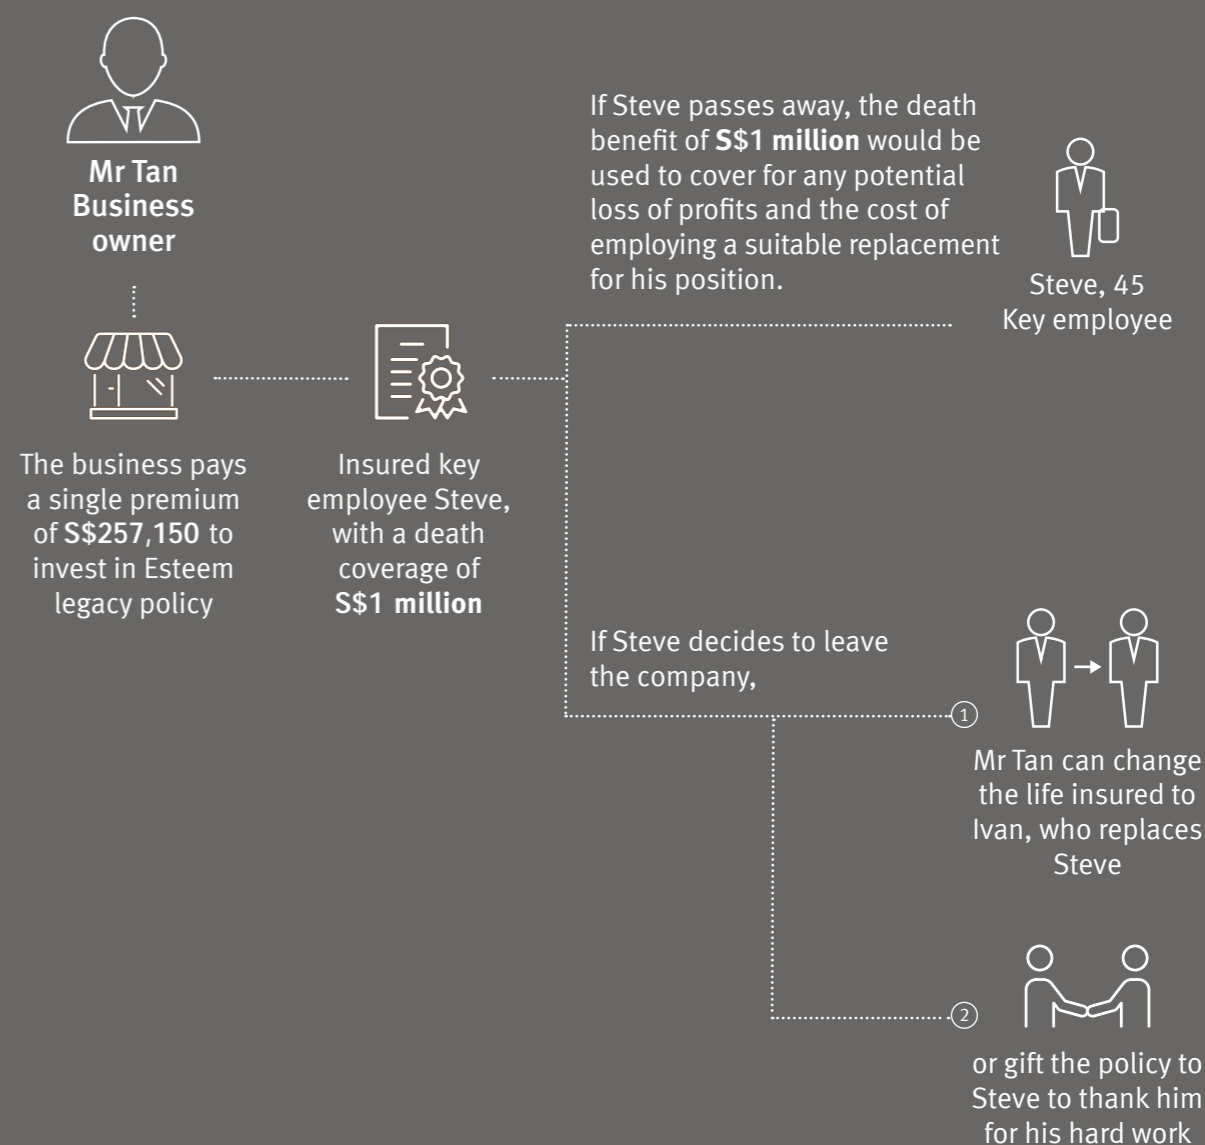 Mr Tan
Business
owner
The business pays
a single premium
of S$257,150 to
invest in Esteem
legacy policy
Insured key
employee Steve,
with a death
coverage of
S$1 million
If Steve passes away, the death
benefit of S$1 million would be
used to cover for any potential
loss of profits and the cost of
employing a suitable replacement
for his position.
Steve, 45
Key employee
If Steve decides to leave
the company,
1
Mr Tan can change
the life insured to
Ivan, who replaces
Steve
2
or gift the policy to
Steve to thank him
for his hard work